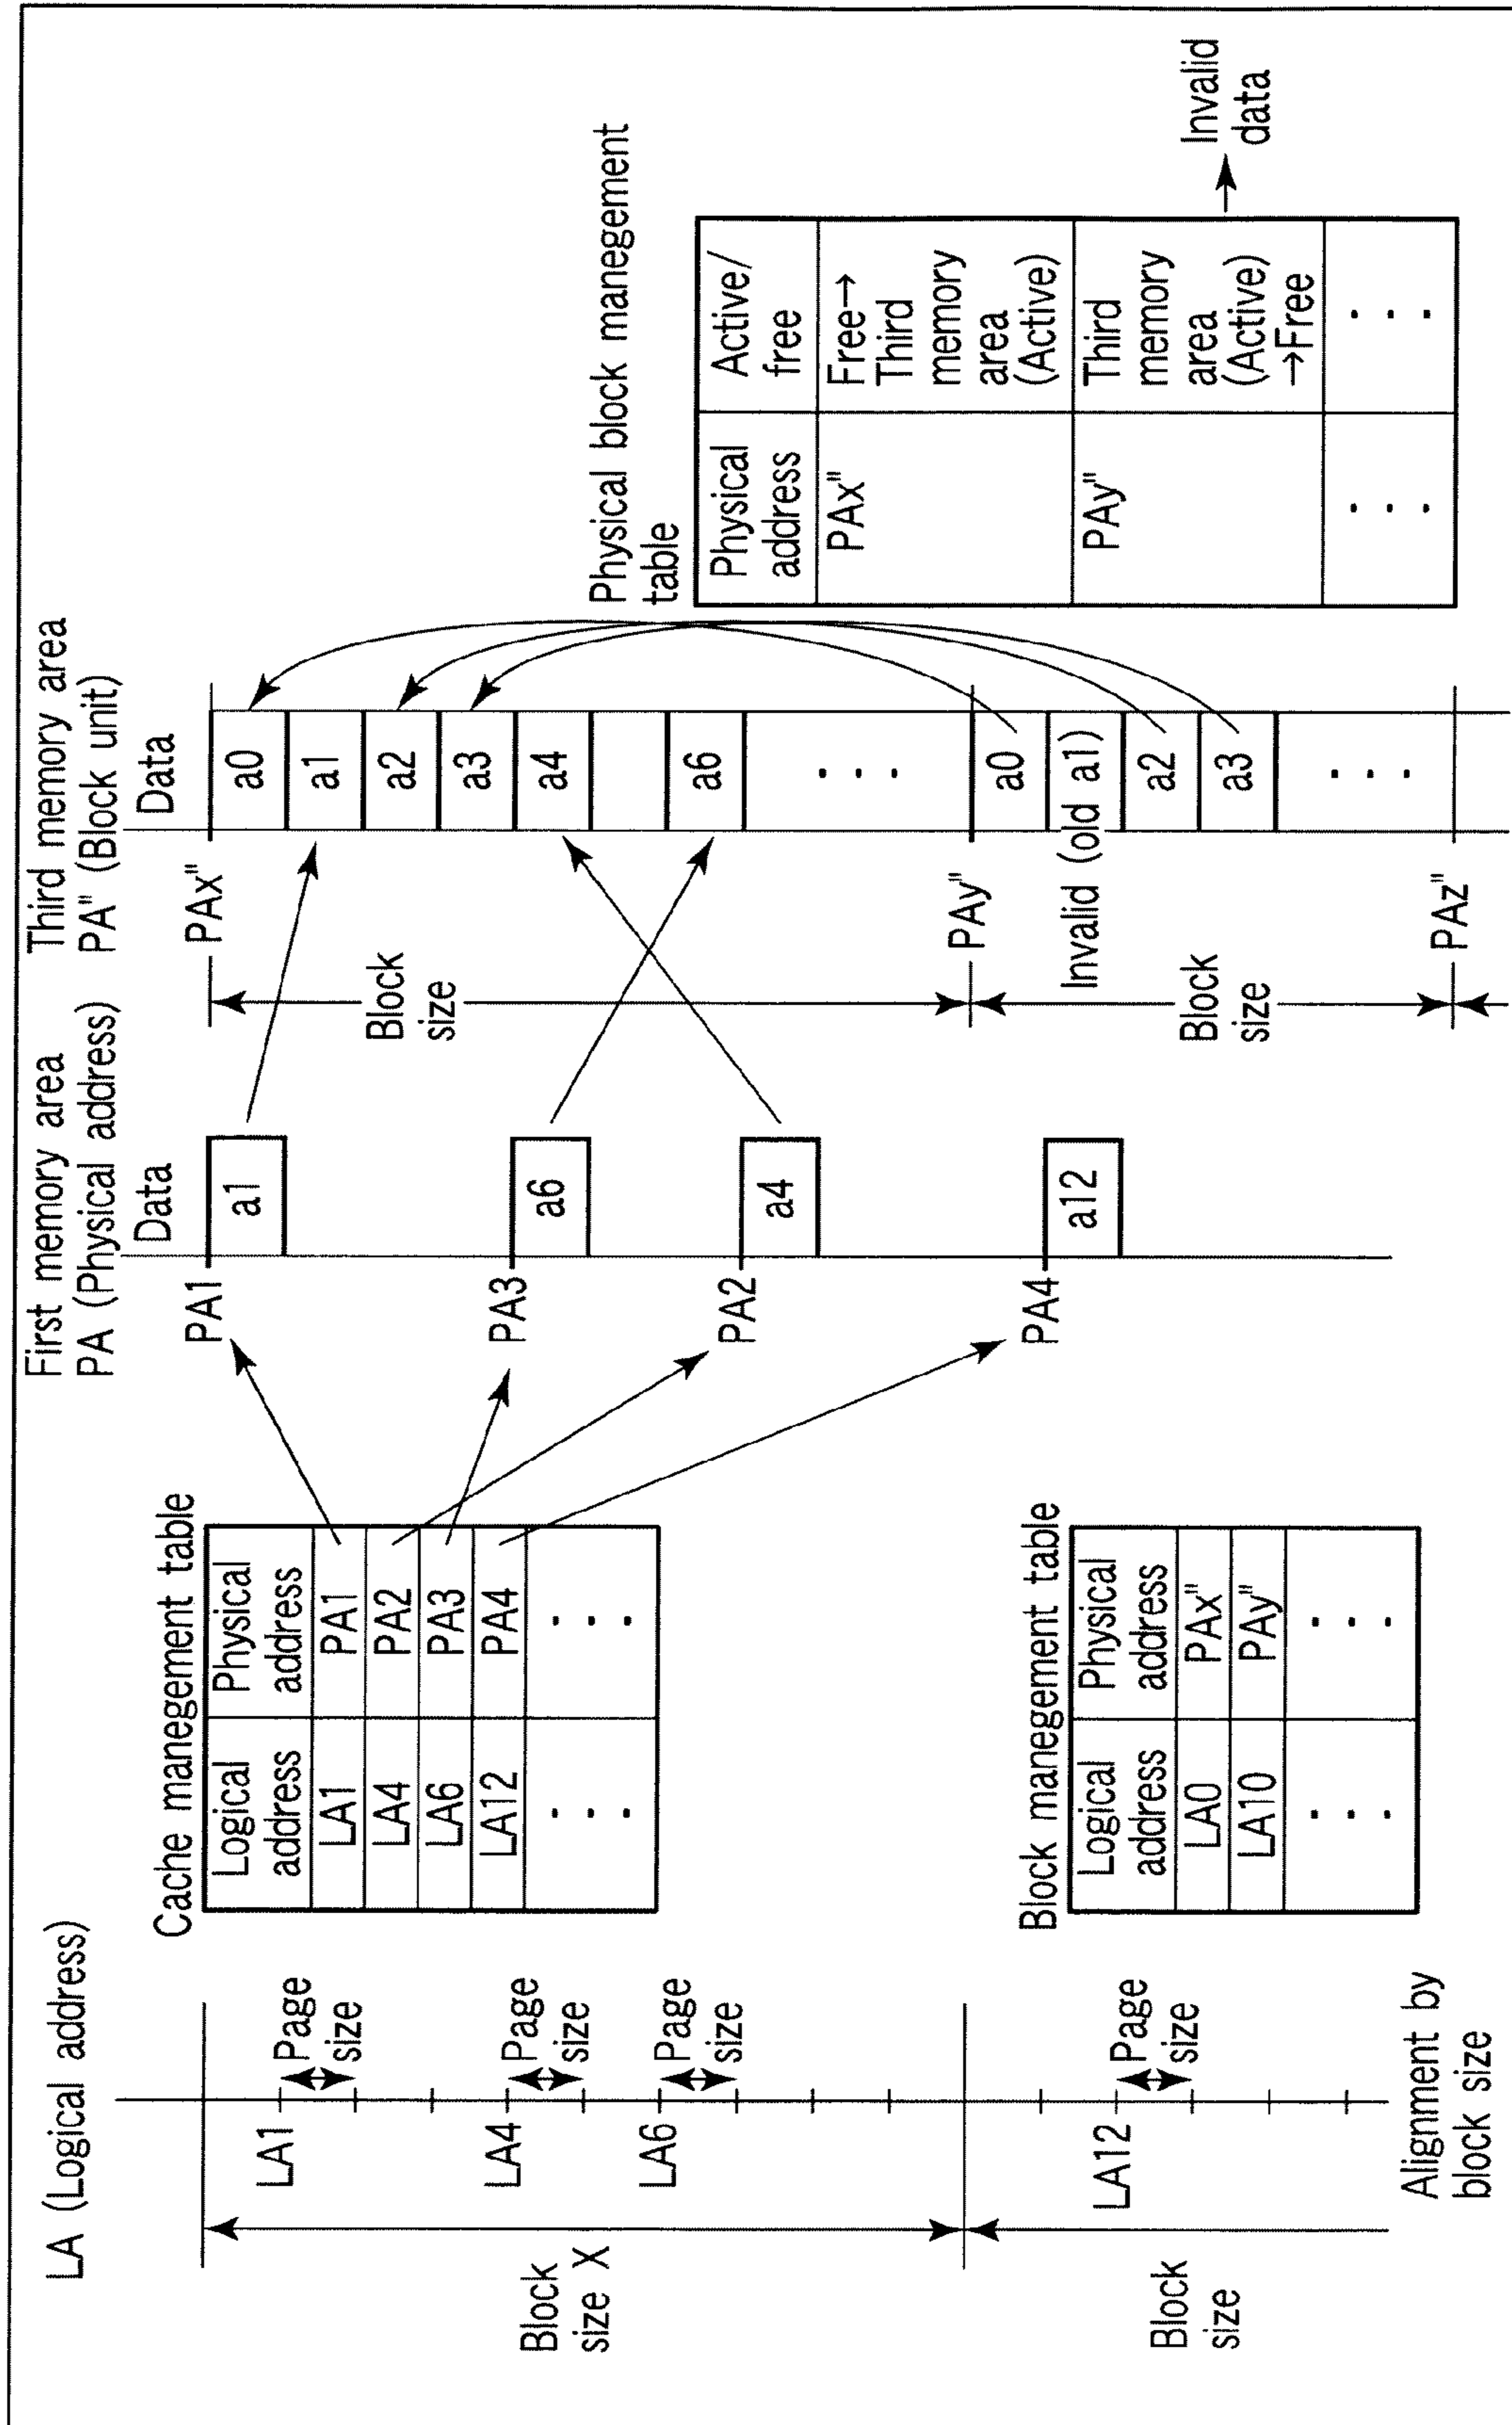 LA (Logical address)
LA1
Page
size
LA4
Page
size
LA6
Page
size
Block
size X
LA12
Page
size
Block
size
Alignment by
block size
Cache manegement table
Logical
address
Physical
address
LA1
PA1
LA4
PA2
LA6
PA3
LA12
PA4
Block manegement table
Logical
address
Physical
address
LA0
PAx"
LA10
PAy"
First memory area
PA (Physical address)
Data
PA1
a1
PA3
a6
PA2
a4
PA4
a12
Third memory area
PA" (Block unit)
Data
PAx"
a0
a1
a2
a3
a4
a6
Block
size
PAy"
a0
Invalid (old a1)
a2
a3
Block
size
PAz"
Physical block manegement
table
Physical
address
Active/
free
PAx"
Free→
Third
memory
area
(Active)
PAy"
Third
memory
area
(Active)
→Free
Invalid
data